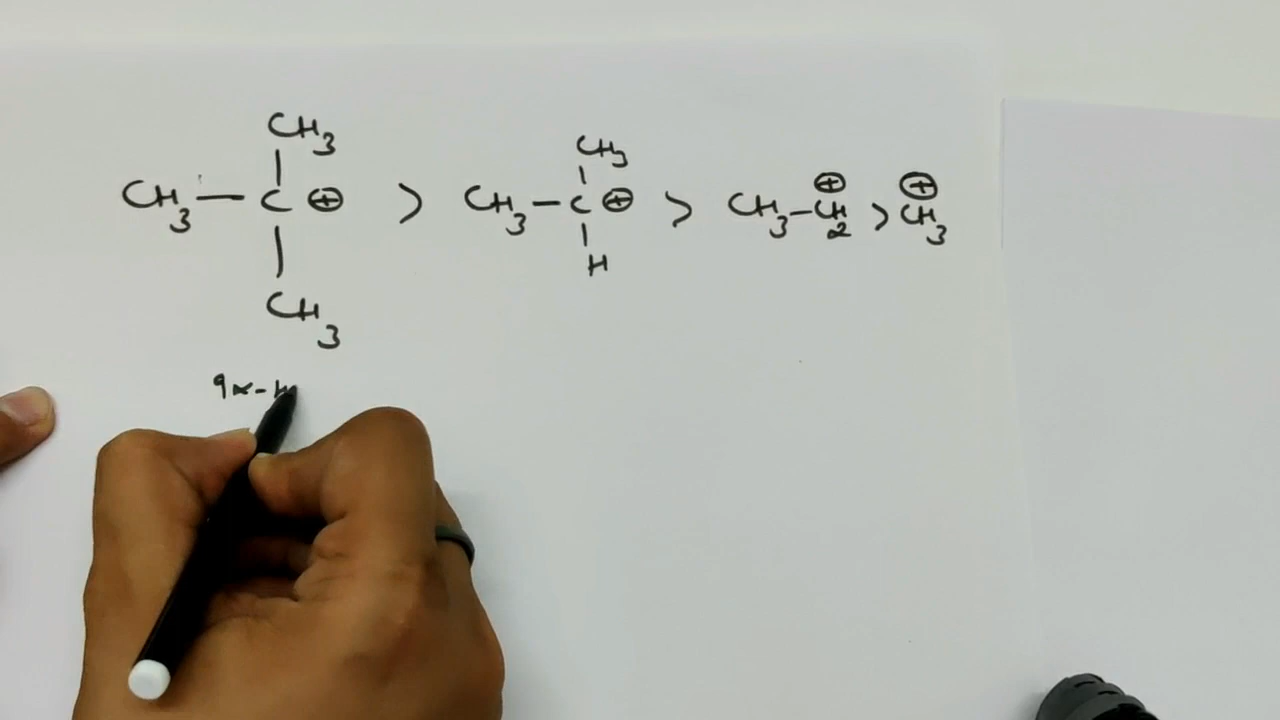 CH3 CH3
CH3 — C ⊕ > CH3 – C ⊕ > CH3 – CH2 ⊕ > CH3 ⊕
H
CH3
9α-H